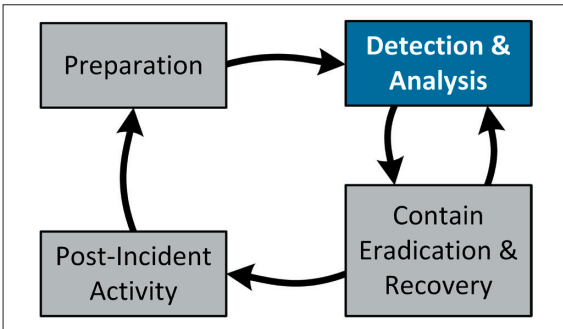 Preparation
Detection &
Analysis
Contain
Eradication &
Recovery
Post-Incident
Activity